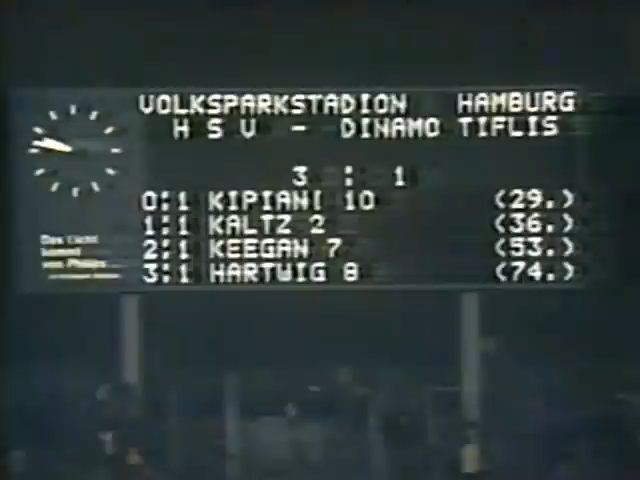 VOLKSPARKSTADION HAMBURG
H S V - DINAMO TIFLIS
3 : 1
0:1 KIPIANI 10 (29.)
1:1 KALTZ 2 (36.)
2:1 KEEGAN 7 (53.)
3:1 HARTWIG 8 (74.)
Das Licht
kommt
von Philips